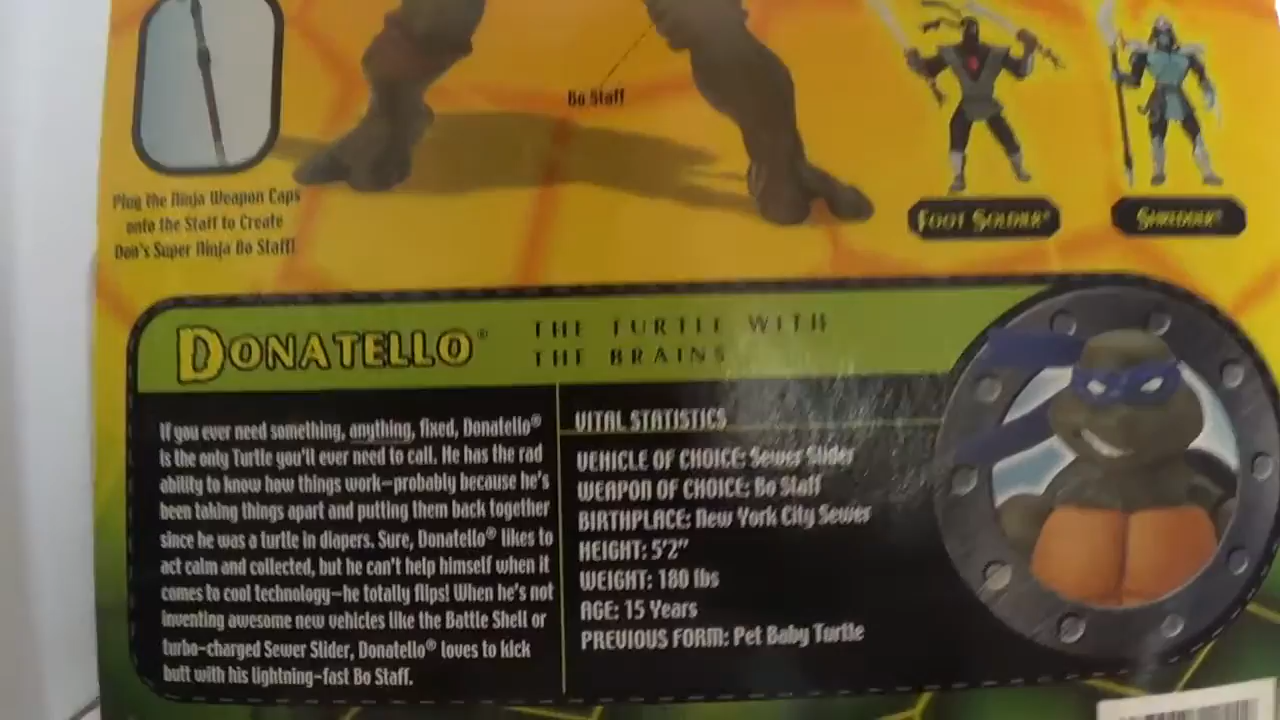 Bo Staff
Plug the Ninja Weapon Caps
onto the Staff to Create
Don's Super Ninja Bo Staff!
FOOT SOLDIER®
SHREDDER®
DONATELLO®
THE TURTLE WITH
THE BRAINS
If you ever need something, anything, fixed, Donatello®
is the only Turtle you'll ever need to call. He has the rad
ability to know how things work—probably because he's
been taking things apart and putting them back together
since he was a turtle in diapers. Sure, Donatello® likes to
act calm and collected, but he can't help himself when it
comes to cool technology—he totally flips! When he's not
inventing awesome new vehicles like the Battle Shell or
turbo-charged Sewer Slider, Donatello® loves to kick
butt with his lightning-fast Bo Staff.
VITAL STATISTICS
VEHICLE OF CHOICE: Sewer Slider
WEAPON OF CHOICE: Bo Staff
BIRTHPLACE: New York City Sewer
HEIGHT: 5'2"
WEIGHT: 180 lbs
AGE: 15 Years
PREVIOUS FORM: Pet Baby Turtle